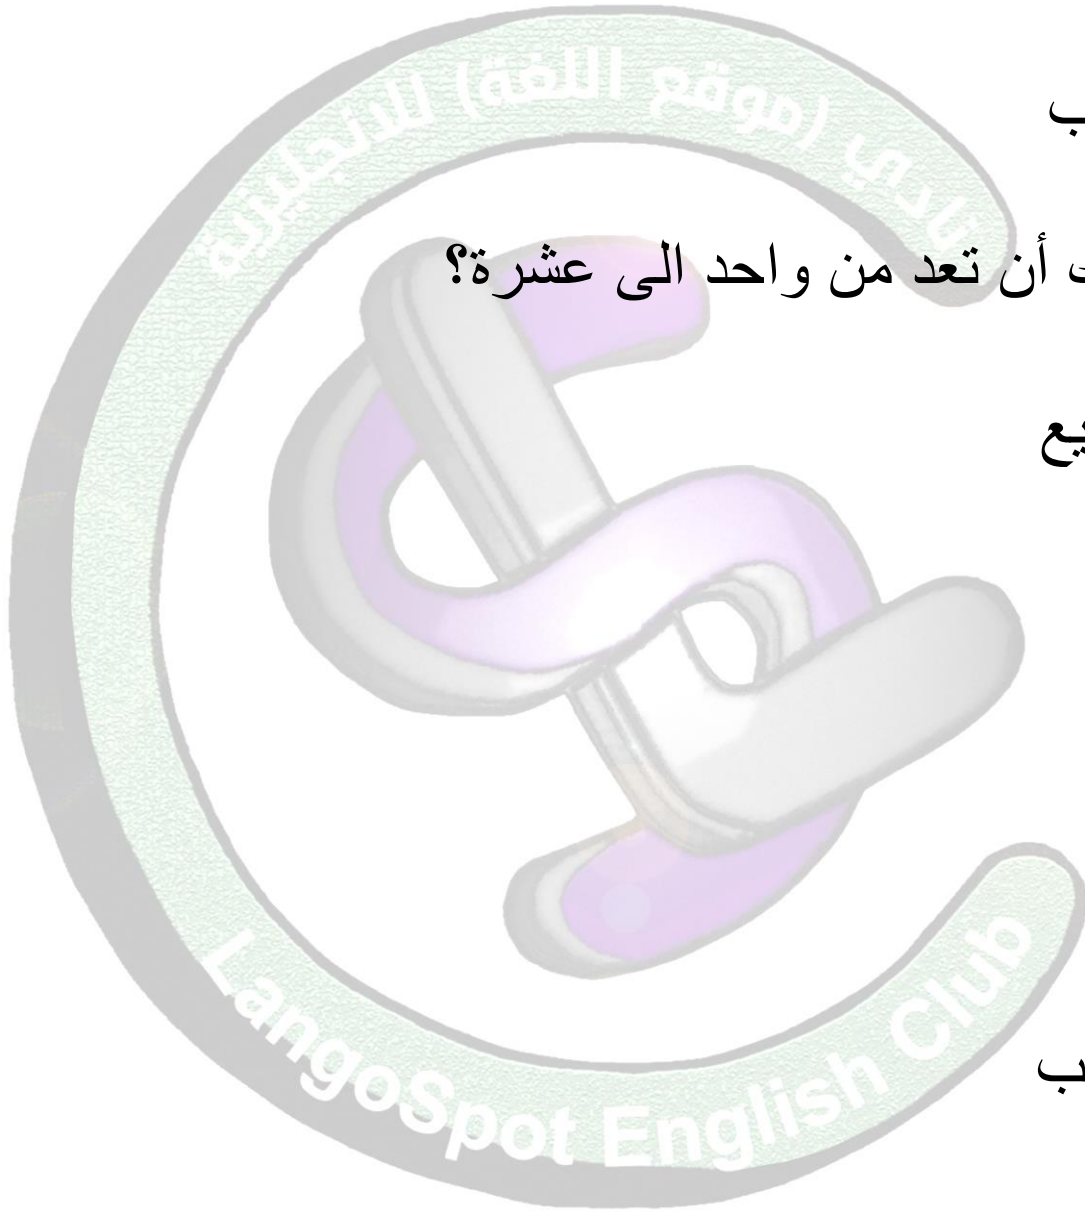 نادي (موقع اللغة) للانجليزية
أن تعد من واحد الى عشرة؟
LangoSpot English Club